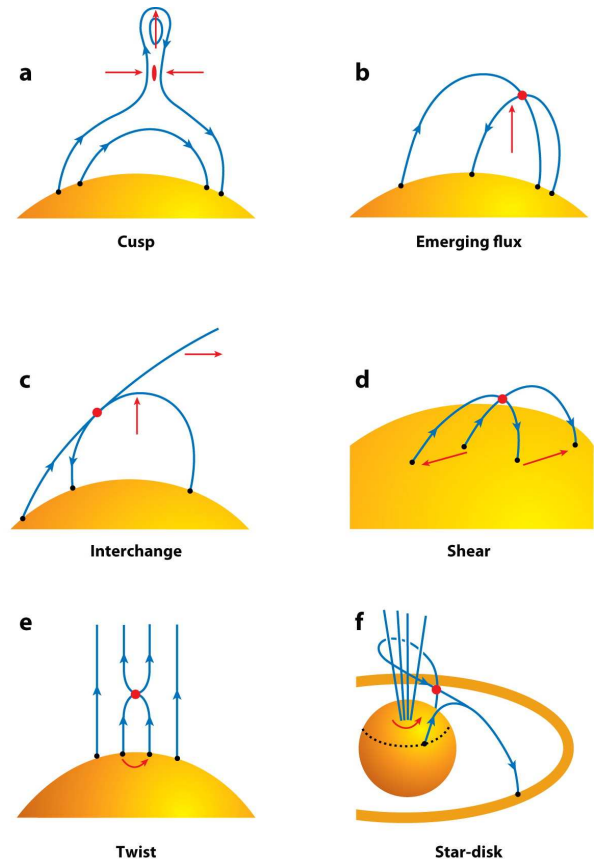 a
Cusp
b
Emerging flux
c
Interchange
d
Shear
e
Twist
f
Star-disk